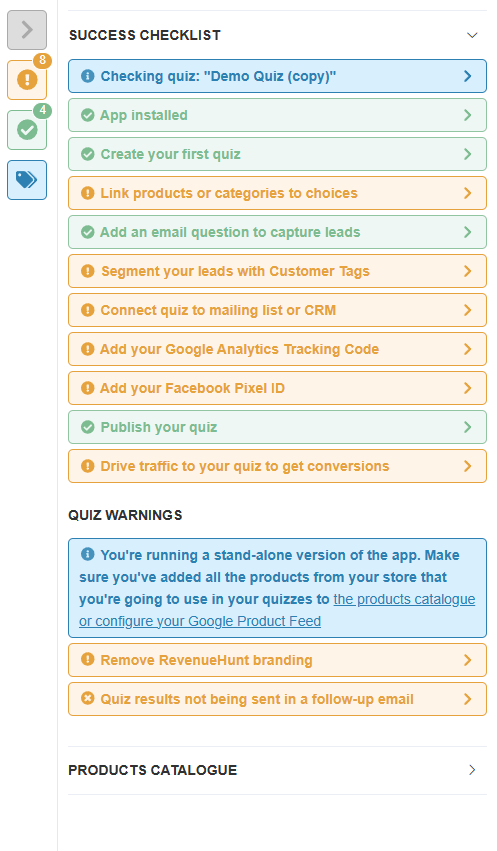 8
4
SUCCESS CHECKLIST
Checking quiz: "Demo Quiz (copy)"
App installed
Create your first quiz
Link products or categories to choices
Add an email question to capture leads
Segment your leads with Customer Tags
Connect quiz to mailing list or CRM
Add your Google Analytics Tracking Code
Add your Facebook Pixel ID
Publish your quiz
Drive traffic to your quiz to get conversions
QUIZ WARNINGS
You're running a stand-alone version of the app. Make
sure you've added all the products from your store that
you're going to use in your quizzes to the products catalogue
or configure your Google Product Feed
Remove RevenueHunt branding
Quiz results not being sent in a follow-up email
PRODUCTS CATALOGUE